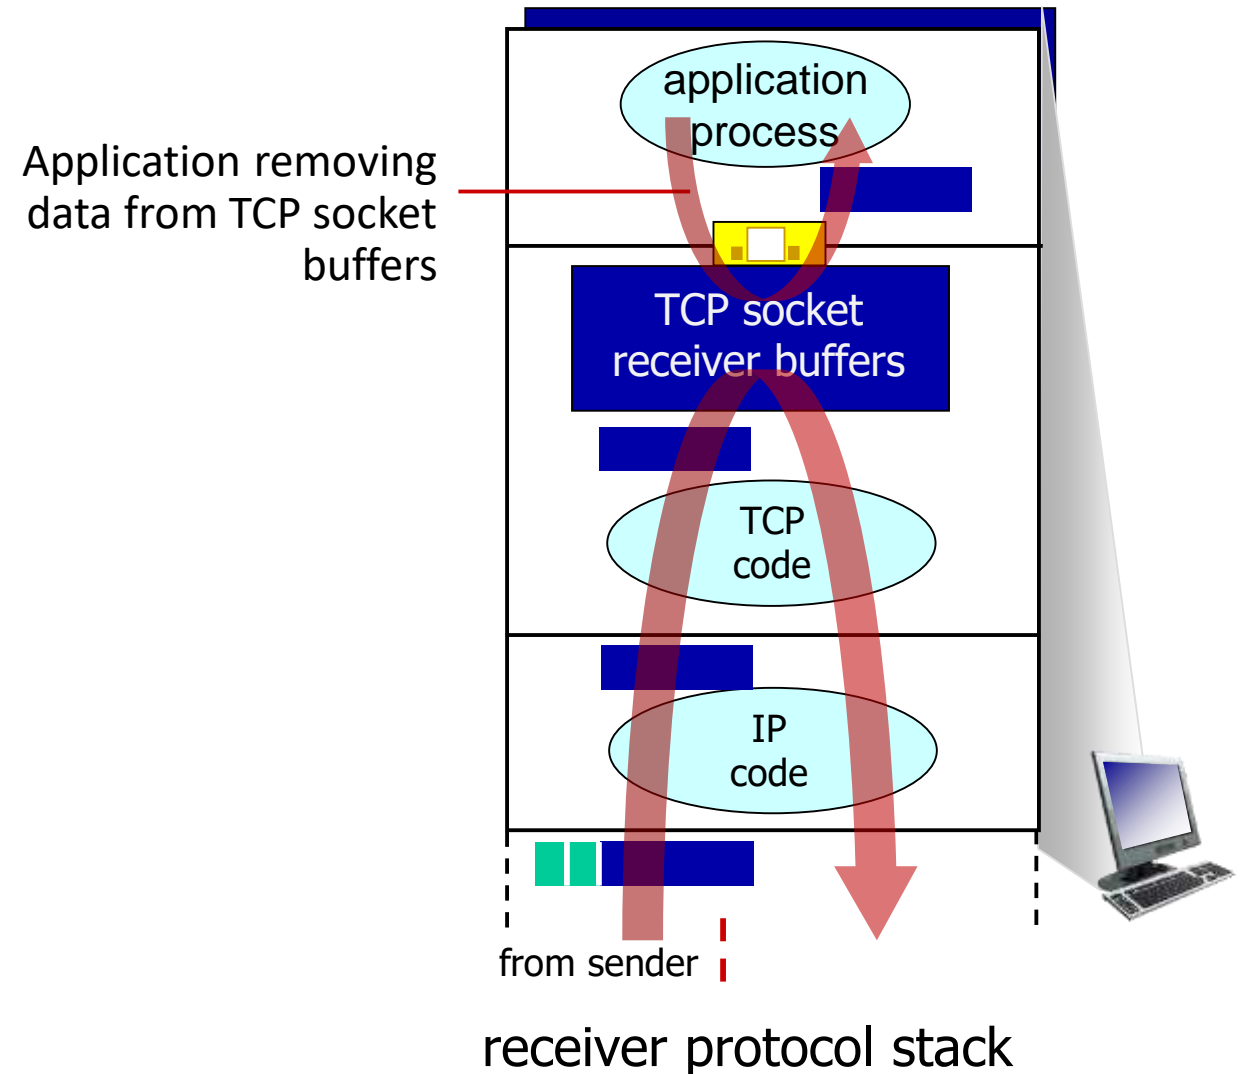 application
process
Application removing
data from TCP socket
buffers
TCP socket
receiver buffers
TCP
code
IP
code
from sender
receiver protocol stack